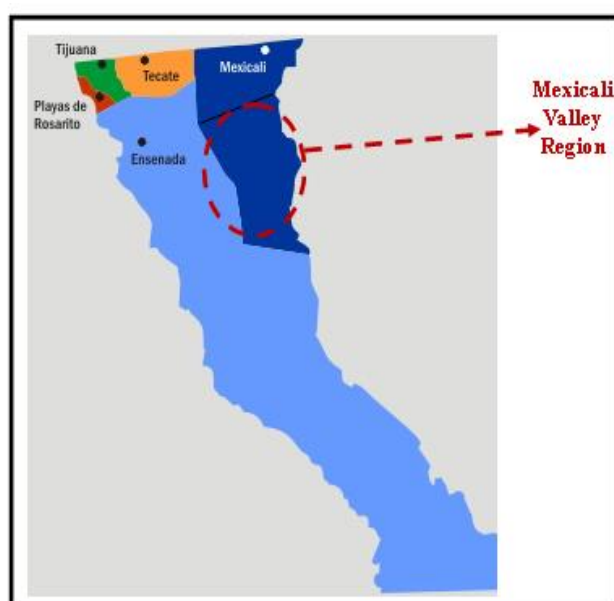 Tijuana
Tecate
Mexicali
Playas de
Rosarito
Ensenada
Mexicali
Valley
Region